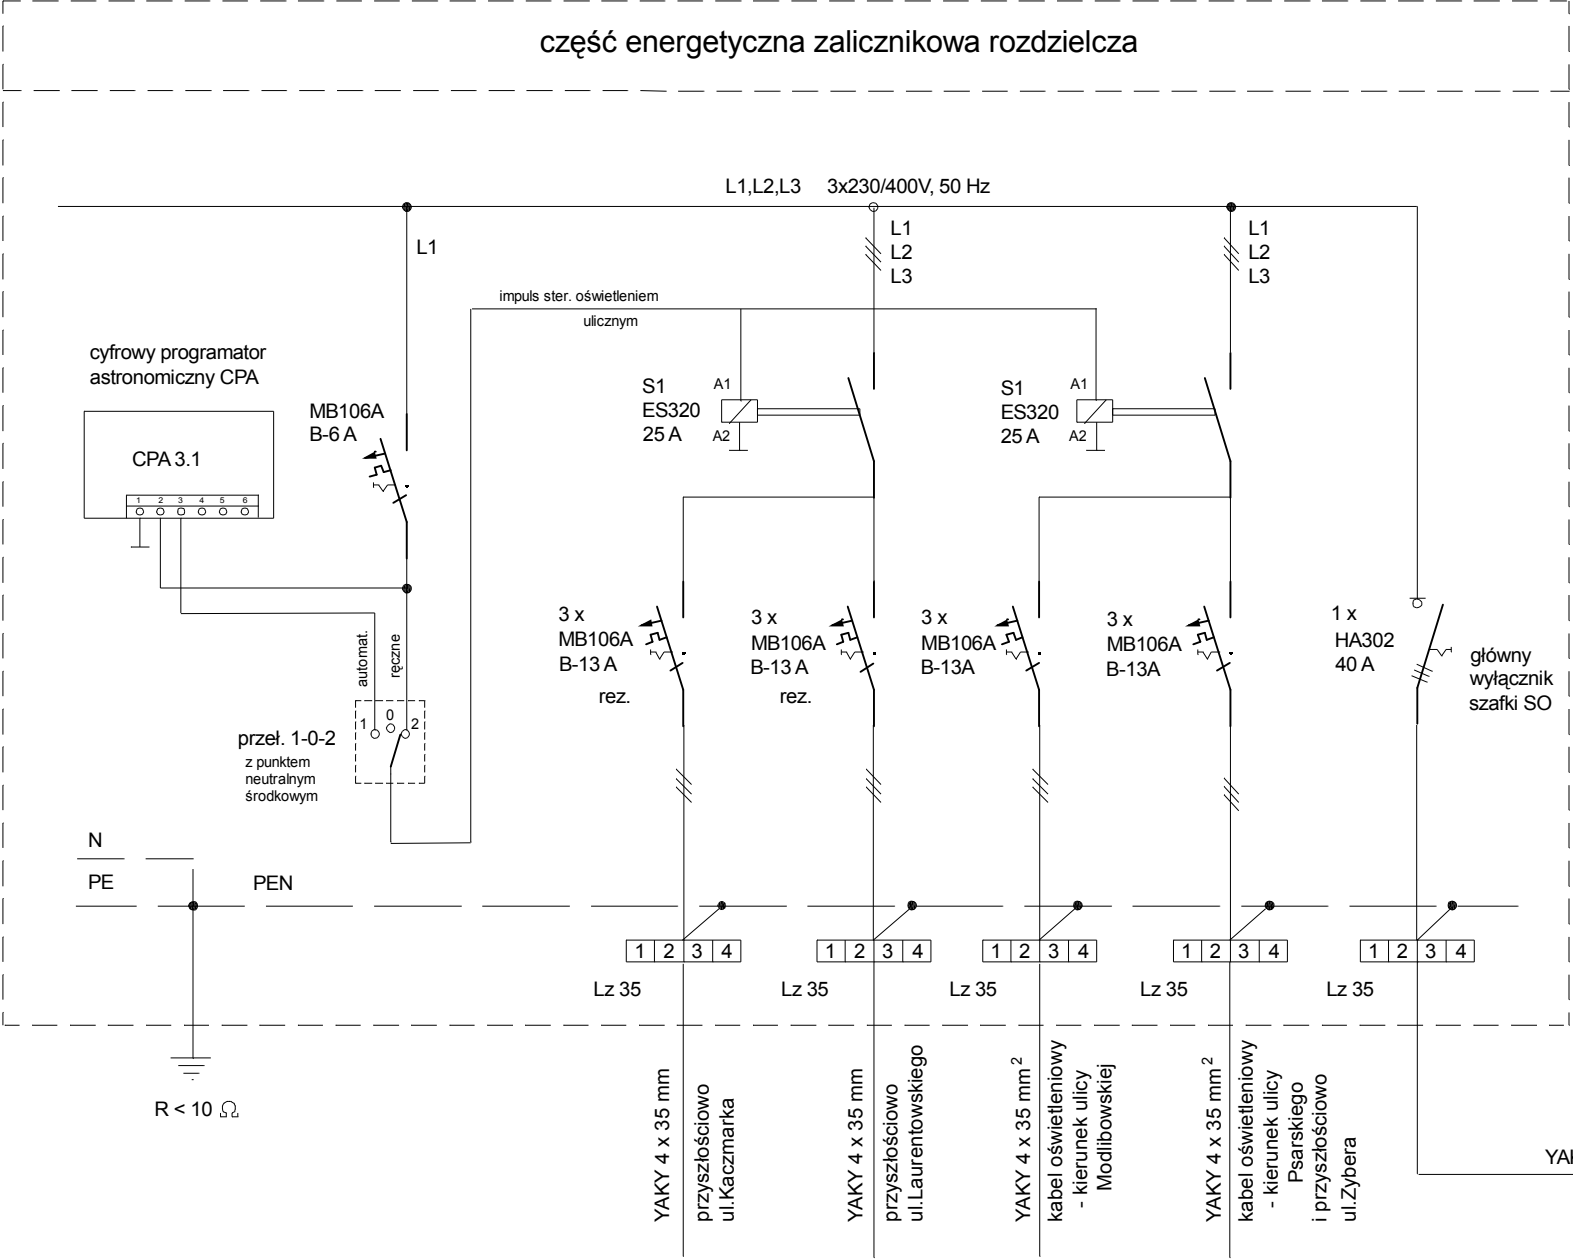 część energetyczna zalicznikowa rozdzielcza
L1,L2,L3 3x230/400V, 50 Hz
L1
L1
L2
L3
L1
L2
L3
impuls ster. oświetleniem
ulicznym
cyfrowy programator
astronomiczny CPA
CPA 3.1
1 2 3 4 5 6
MB106A
B-6 A
S1
ES320
25 A
A1
A2
S1
ES320
25 A
A1
A2
automat.
ręczne
1 0 2
przeł. 1-0-2
z punktem
neutralnym
środkowym
3 x
MB106A
B-13 A
rez.
3 x
MB106A
B-13 A
rez.
3 x
MB106A
B-13A
3 x
MB106A
B-13A
1 x
HA302
40 A
główny
wyłącznik
szafki SO
N
PE
PEN
1 2 3 4
1 2 3 4
1 2 3 4
1 2 3 4
1 2 3 4
Lz 35
Lz 35
Lz 35
Lz 35
Lz 35
R < 10 Ω
YAKY 4 x 35 mm
przyszłościowo
ul.Kaczmarka
YAKY 4 x 35 mm
przyszłościowo
ul.Laurentowskiego
YAKY 4 x 35 mm²
kabel oświetleniowy
- kierunek ulicy
Modlibowskiej
YAKY 4 x 35 mm²
kabel oświetleniowy
- kierunek ulicy
Psarskiego
i przyszłościowo
ul.Zybera